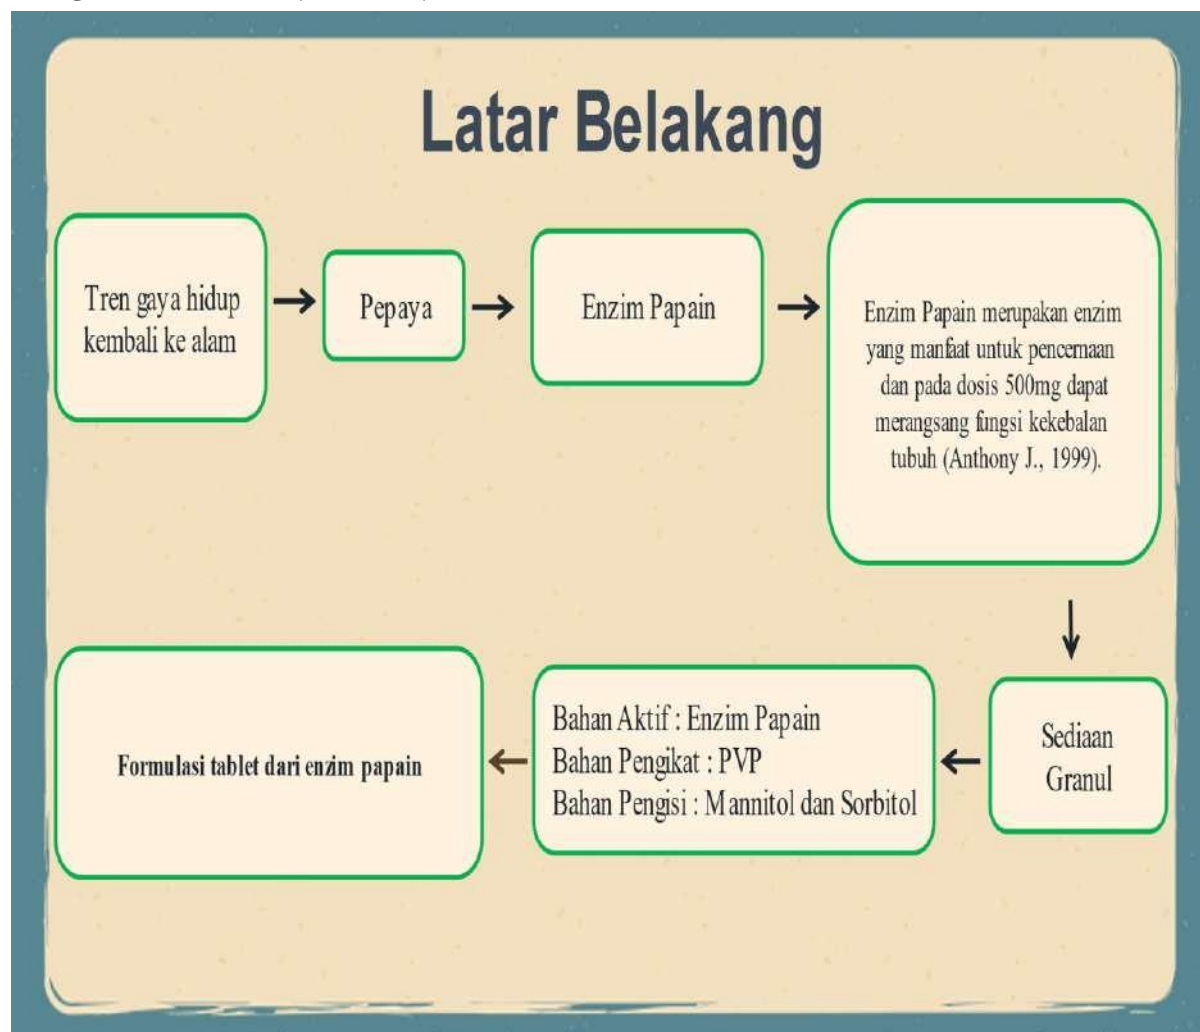 Latar Belakang
Tren gaya hidup
kembali ke alam
Pepaya
Enzim Papain
Enzim Papain merupakan enzim
yang manfaat untuk pencernaan
dan pada dosis 500mg dapat
merangsang fungsi kekebalan
tubuh (Anthony J., 1999).
Sediaan
Granul
Bahan Aktif : Enzim Papain
Bahan Pengikat : PVP
Bahan Pengisi : Mannitol dan Sorbitol
Formulasi tablet dari enzim papain